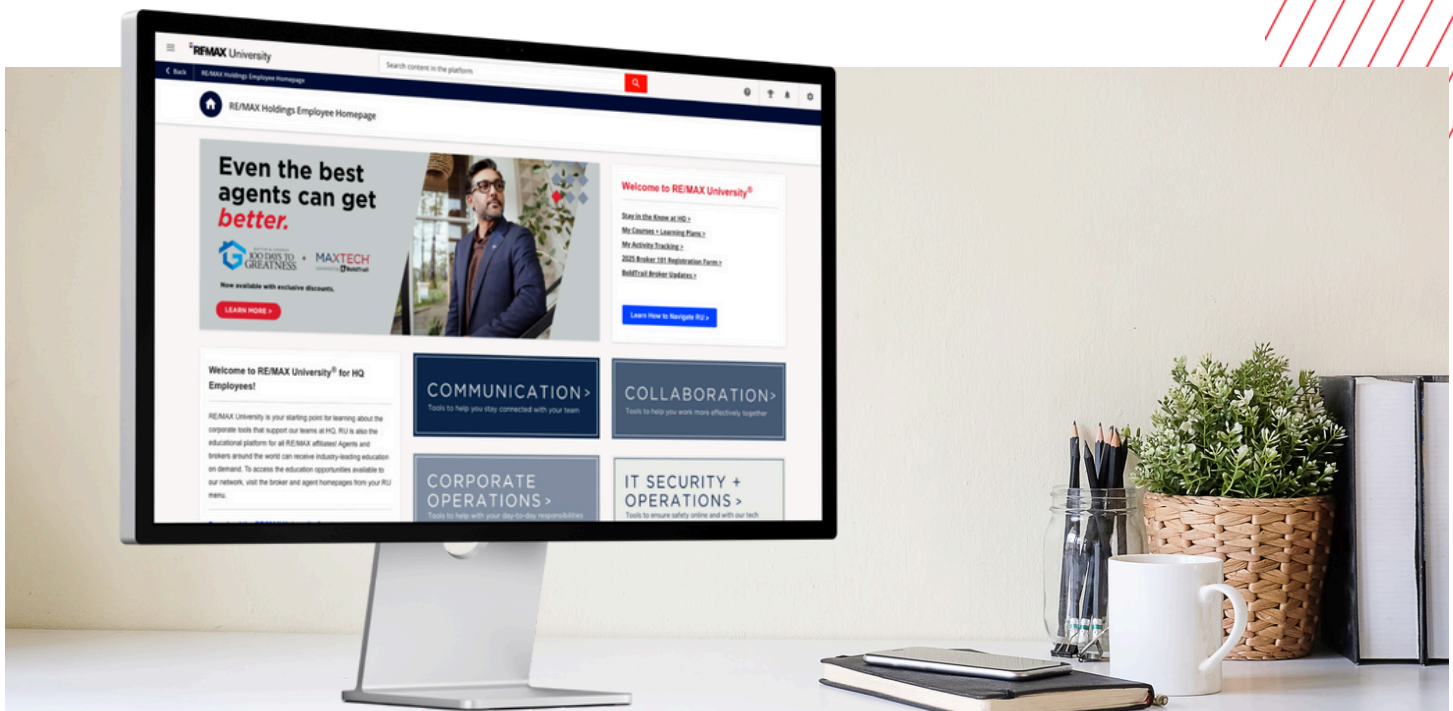 RE/MAX University
Search content in the platform
Back
RE/MAX Holdings Employee Homepage
RE/MAX Holdings Employee Homepage
Even the best
agents can get
better.
100 DAYS TO
GREATNESS
+
MAXTECH
BoldTrail
Now available with exclusive discounts.
LEARN MORE >
Welcome to RE/MAX University®
Stay in the Know at HQ >
My Courses + Learning Plans >
My Activity Tracking >
2025 Broker 101 Registration Form >
BoldTrail Broker Updates >
Learn How to Navigate RU >
Welcome to RE/MAX University® for HQ
Employees!
RE/MAX University is your starting point for learning about the
corporate tools that support our teams at HQ. RU is also the
educational platform for all RE/MAX affiliates! Agents and
brokers around the world can receive industry-leading education
on demand. To access the education opportunities available to
our network, visit the broker and agent homepages from your RU
menu.
COMMUNICATION>
Tools to help you stay connected with your team
COLLABORATION>
Tools to help you work more effectively together
CORPORATE
OPERATIONS>
Tools to help with your day-to-day responsibilities
IT SECURITY +
OPERATIONS>
Tools to ensure safety online and with our tech